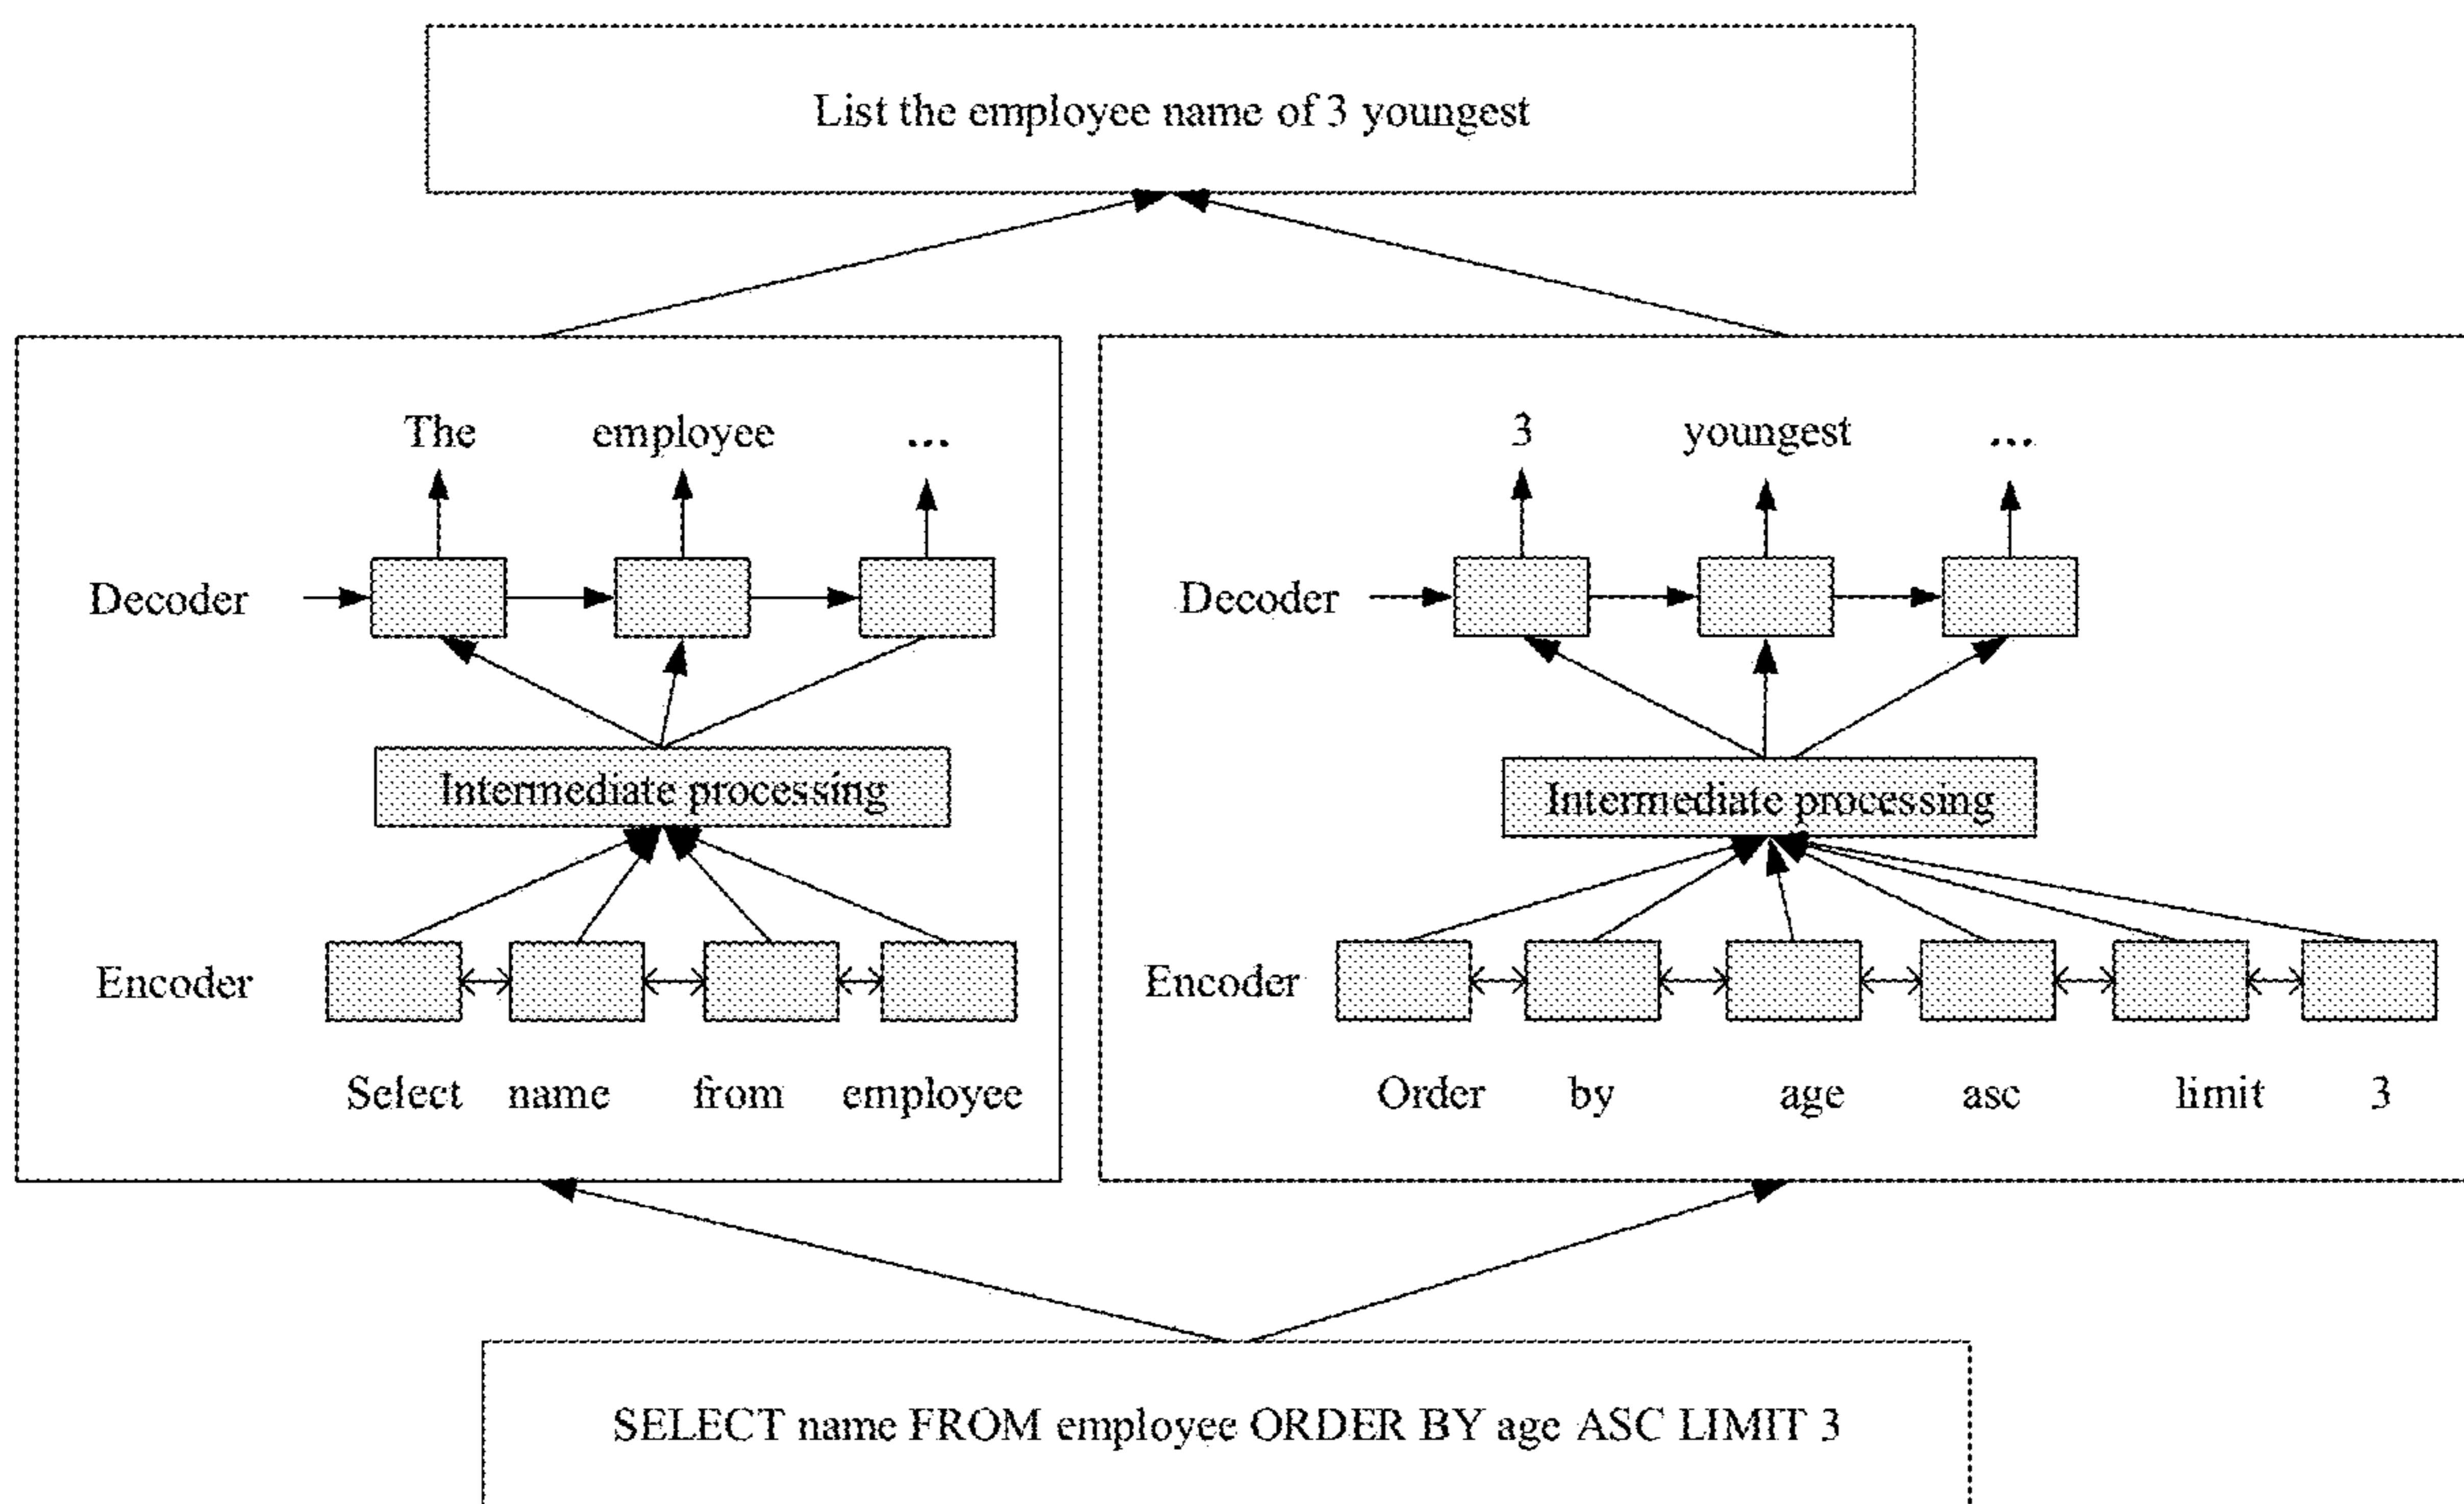 List the employee name of 3 youngest
The employee ...
Decoder
Intermediate processing
Encoder
Select name from employee
3 youngest ...
Decoder
Intermediate processing
Encoder
Order by age asc limit 3
SELECT name FROM employee ORDER BY age ASC LIMIT 3